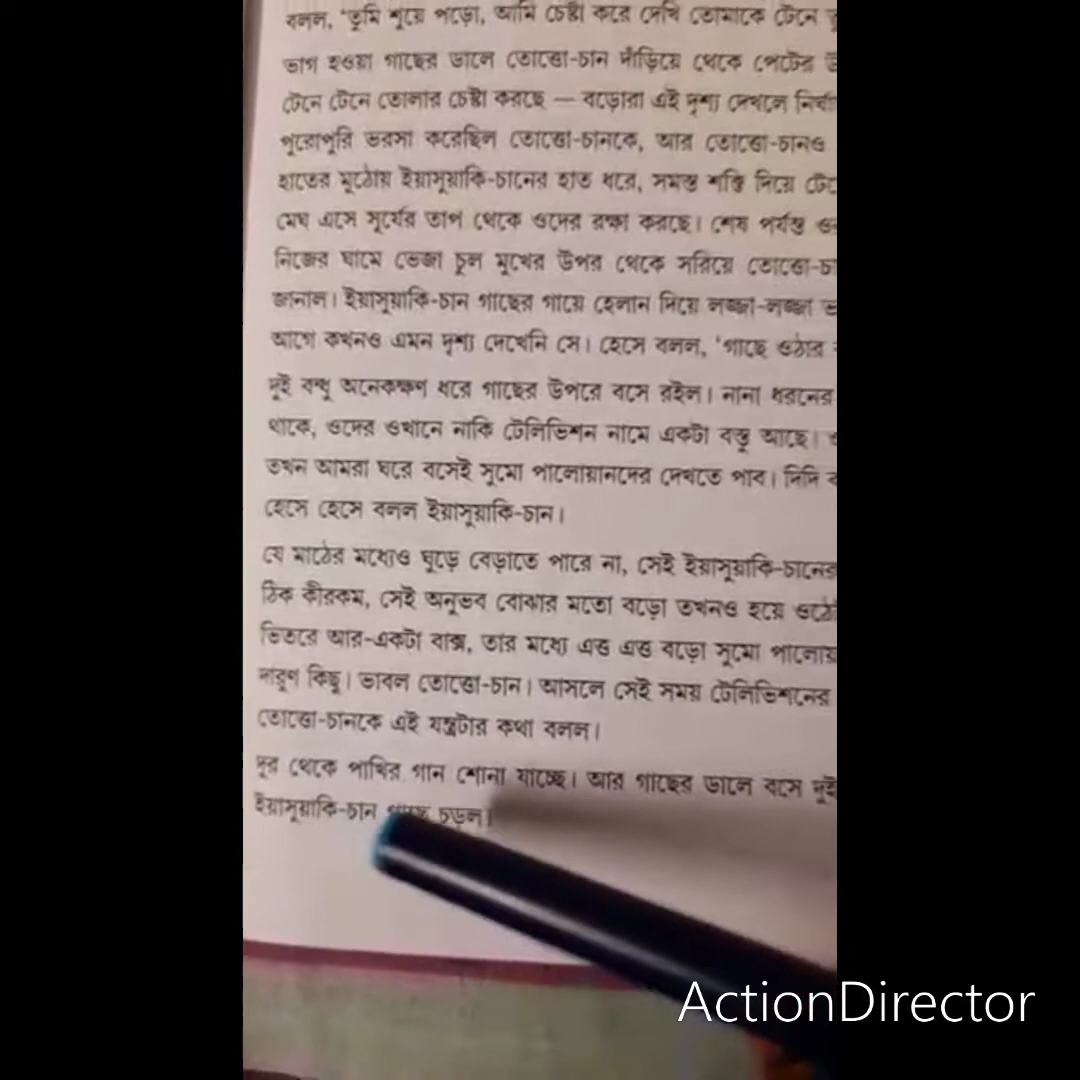 বলল, 'তুমি শুয়ে পড়ো, আমি চেষ্টা করে দেখি তোমাকে টেনে
ভাগ হওয়া গাছের ডালে তোত্তো-চান দাঁড়িয়ে থেকে পেটের
টেনে টেনে তোলার চেষ্টা করছে — বড়োরা এই দৃশ্য দেখলে
পুরোপুরি ভরসা করেছিল তোত্তো-চানকে, আর তোত্তো-চানও
হাতের মুঠোয় ইয়াসুয়াকি-চানের হাত ধরে, সমস্ত শক্তি দিয়ে
মেঘ এসে সূর্যের তাপ থেকে ওদের রক্ষা করছে। শেষ পর্যন্ত
নিজের ঘামে ভেজা চুল মুখের উপর থেকে সরিয়ে তোত্তো-চা
জানাল। ইয়াসুয়াকি-চান গাছের গায়ে হেলান দিয়ে লজ্জা-লজ্জা
আগে কখনও এমন দৃশ্য দেখেনি সে। হেসে বলল, 'গাছে ওঠার
দুই বন্ধু অনেকক্ষণ ধরে গাছের উপরে বসে রইল। নানা ধরনের
থাকে, ওদের ওখানে নাকি টেলিভিশন নামে একটা বস্তু আছে।
তখন আমরা ঘরে বসেই সুমো পালোয়ানদের দেখতে পাব। দিদি
হেসে হেসে বলল ইয়াসুয়াকি-চান।
যে মাঠের মধ্যেও ঘুড়ে বেড়াতে পারে না, সেই ইয়াসুয়াকি-চানের
ঠিক কীরকম, সেই অনুভব বোঝার মতো বড়ো তখনও হয়ে
ভিতরে আর-একটা বাক্স, তার মধ্যে এত্ত এত্ত বড়ো সুমো পালোয়
দারুণ কিছু। ভাবল তোত্তো-চান। আসলে সেই সময় টেলিভিশনের
তোত্তো-চানকে এই যন্ত্রটার কথা বলল।
দূর থেকে পাখির গান শোনা যাচ্ছে। আর গাছের ডালে বসে দুই
ইয়াসুয়াকি-চান গাছে চড়ল।
ActionDirector